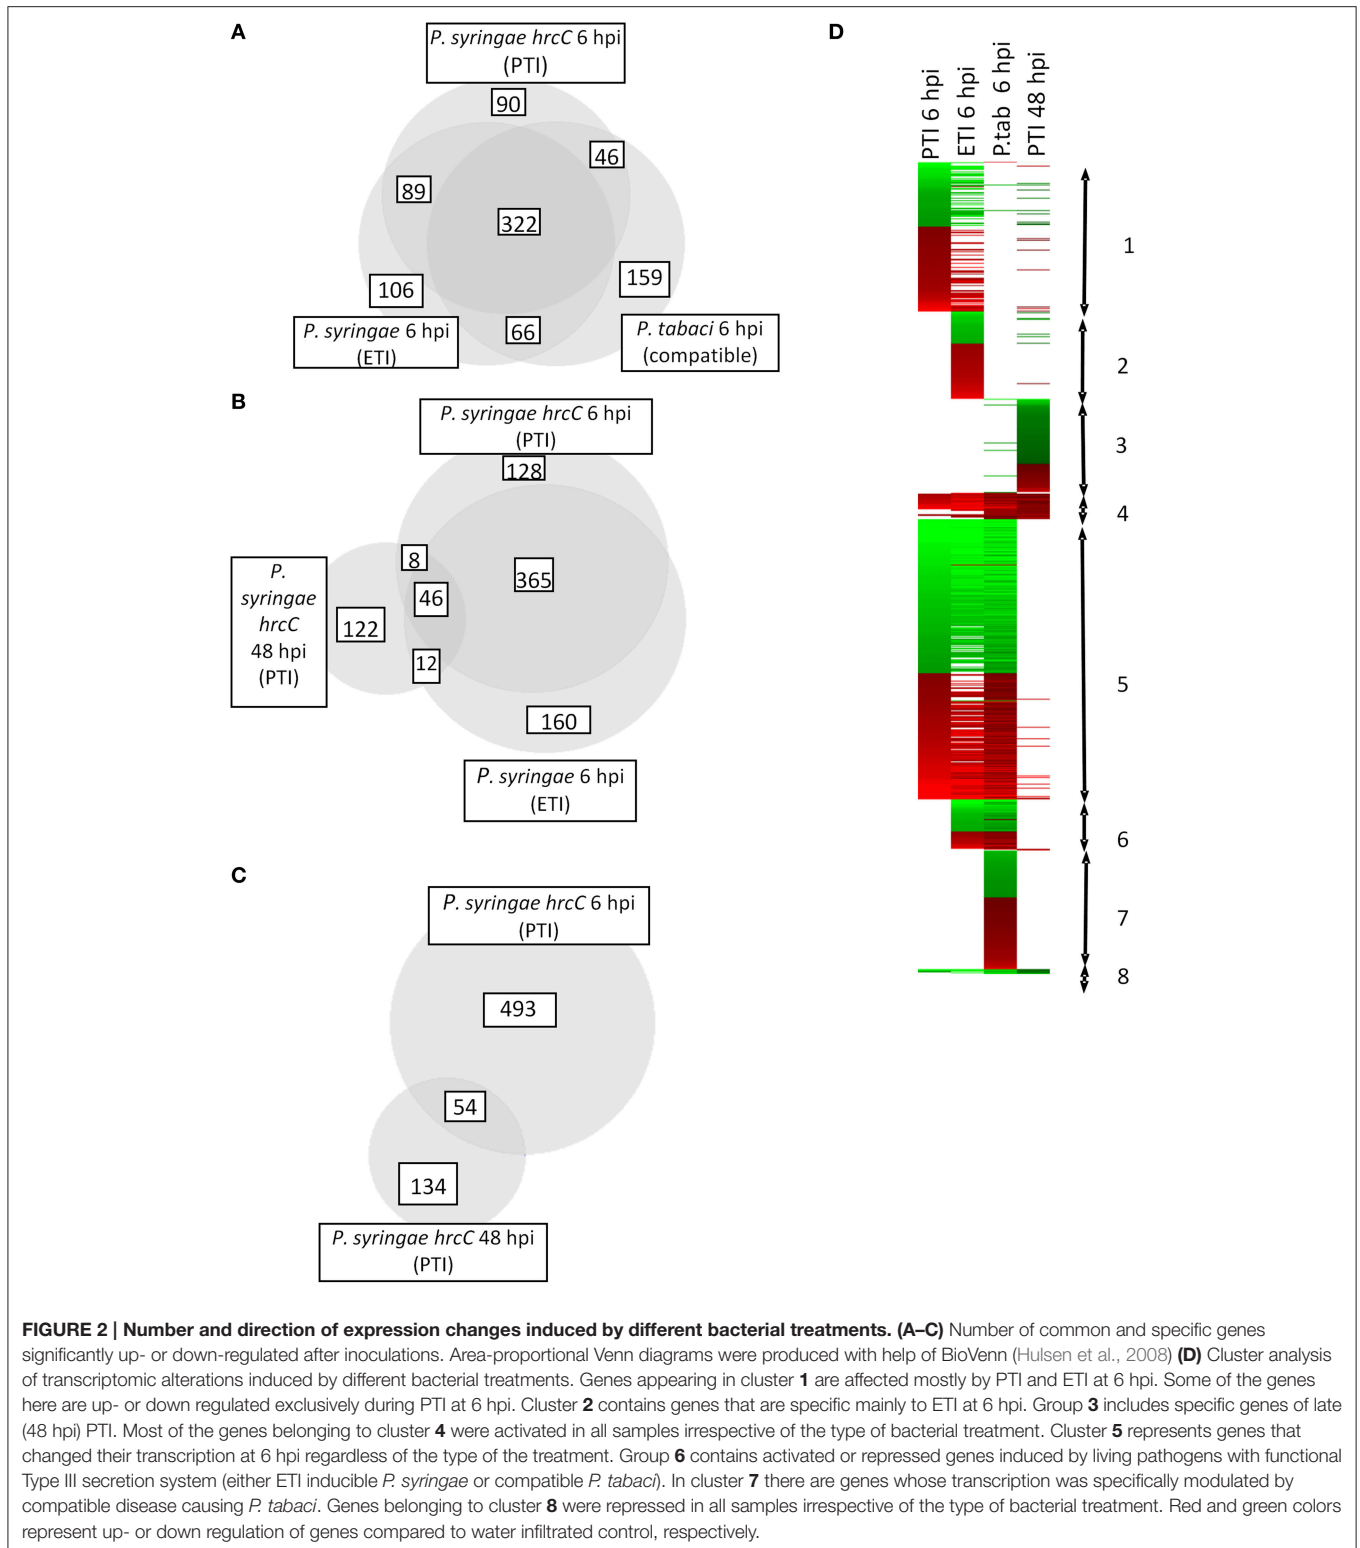 A
P. syringae hrcC 6 hpi
(PTI)
90
46
89
322
106
159
66
P. syringae 6 hpi
(ETI)
P. tabaci 6 hpi
(compatible)
B
P. syringae hrcC 6 hpi
(PTI)
128
8
365
46
122
12
160
P.
syringae
hrcC
48 hpi
(PTI)
P. syringae 6 hpi
(ETI)
C
P. syringae hrcC 6 hpi
(PTI)
493
54
134
P. syringae hrcC 48 hpi
(PTI)
D
PTI 6 hpi
ETI 6 hpi
P.tab 6 hpi
PTI 48 hpi
1
2
3
4
5
6
7
8
FIGURE 2 | Number and direction of expression changes induced by different bacterial treatments. (A–C) Number of common and specific genes
significantly up- or down-regulated after inoculations. Area-proportional Venn diagrams were produced with help of BioVenn (Hulsen et al., 2008) (D) Cluster analysis
of transcriptomic alterations induced by different bacterial treatments. Genes appearing in cluster 1 are affected mostly by PTI and ETI at 6 hpi. Some of the genes
here are up- or down regulated exclusively during PTI at 6 hpi. Cluster 2 contains genes that are specific mainly to ETI at 6 hpi. Group 3 includes specific genes of late
(48 hpi) PTI. Most of the genes belonging to cluster 4 were activated in all samples irrespective of the type of bacterial treatment. Cluster 5 represents genes that
changed their transcription at 6 hpi regardless of the type of the treatment. Group 6 contains activated or repressed genes induced by living pathogens with functional
Type III secretion system (either ETI inducible P. syringae or compatible P. tabaci). In cluster 7 there are genes whose transcription was specifically modulated by
compatible disease causing P. tabaci. Genes belonging to cluster 8 were repressed in all samples irrespective of the type of bacterial treatment. Red and green colors
represent up- or down regulation of genes compared to water infiltrated control, respectively.